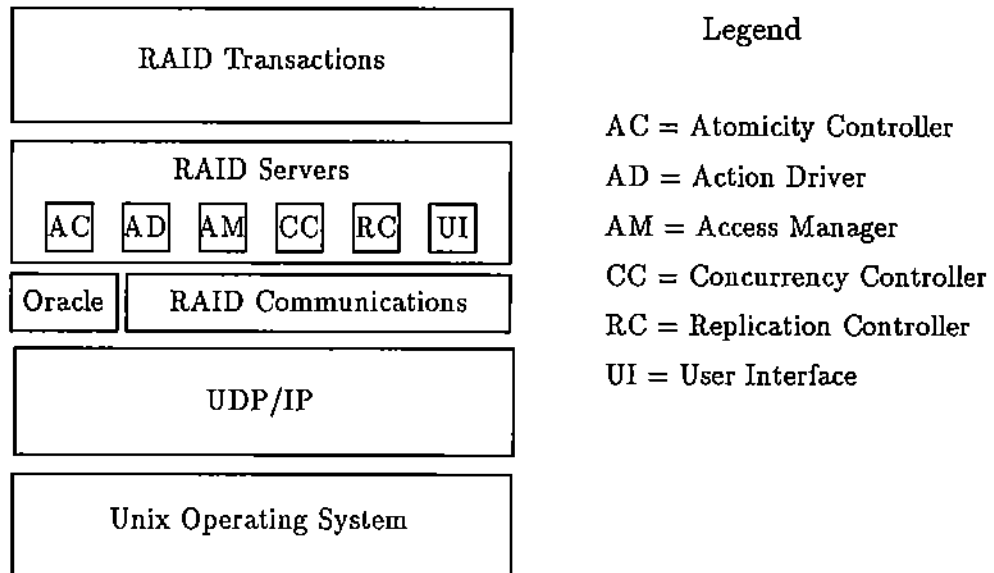 RAID Transactions
RAID Servers
AC AD AM CC RC UI
Oracle RAID Communications
UDP/IP
Unix Operating System
Legend
AC = Atomicity Controller
AD = Action Driver
AM = Access Manager
CC = Concurrency Controller
RC = Replication Controller
UI = User Interface